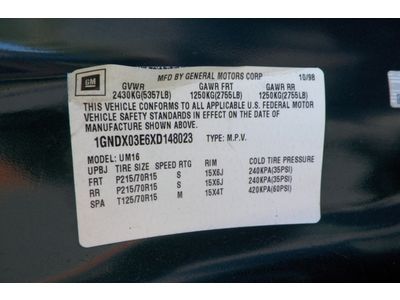 MFD BY GENERAL MOTORS CORP 10/98
GM
GVWR GAWR FRT GAWR RR
2430KG(5357LB) 1250KG(2755LB) 1250KG(2755LB)
THIS VEHICLE CONFORMS TO ALL APPLICABLE U.S. FEDERAL MOTOR
VEHICLE SAFETY STANDARDS IN EFFECT ON THE DATE OF
MANUFACTURE SHOWN ABOVE.
1GNDX03E6XD148023 TYPE: M.P.V.
MODEL: UM16
UPBJ TIRE SIZE SPEED RTG RIM COLD TIRE PRESSURE
FRT P215/70R15 S 15X6J 240KPA(35PSI)
RR P215/70R15 S 15X6J 240KPA(35PSI)
SPA T125/70R15 M 15X4T 420KPA(60PSI)